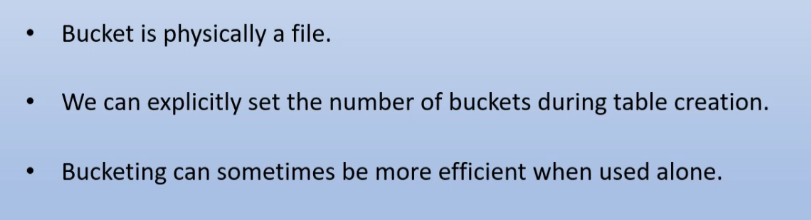 • Bucket is physically a file.
• We can explicitly set the number of buckets during table creation.
• Bucketing can sometimes be more efficient when used alone.